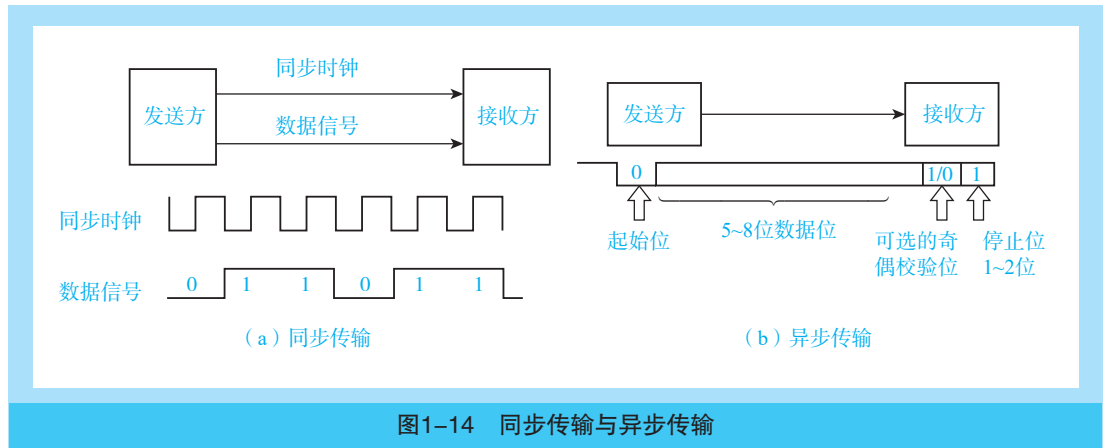 同步时钟
发送方
数据信号
接收方
同步时钟
数据信号 0 1 1 0 1 1
（a）同步传输
发送方
接收方
0 1/0 1
起始位
5~8位数据位
可选的奇
偶校验位
停止位
1~2位
（b）异步传输
图1-14 同步传输与异步传输